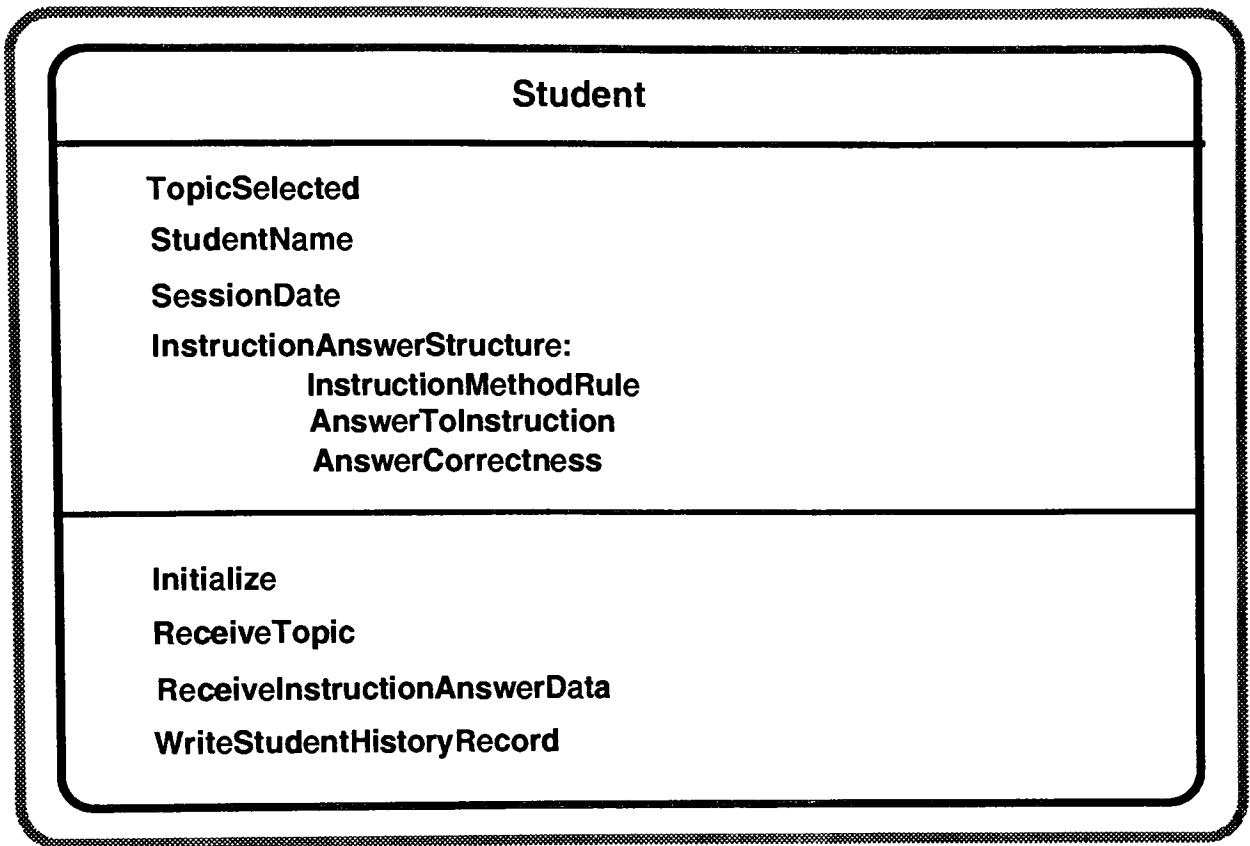 Student
TopicSelected
StudentName
SessionDate
InstructionAnswerStructure:
InstructionMethodRule
AnswerToInstruction
AnswerCorrectness
Initialize
ReceiveTopic
ReceiveInstructionAnswerData
WriteStudentHistoryRecord